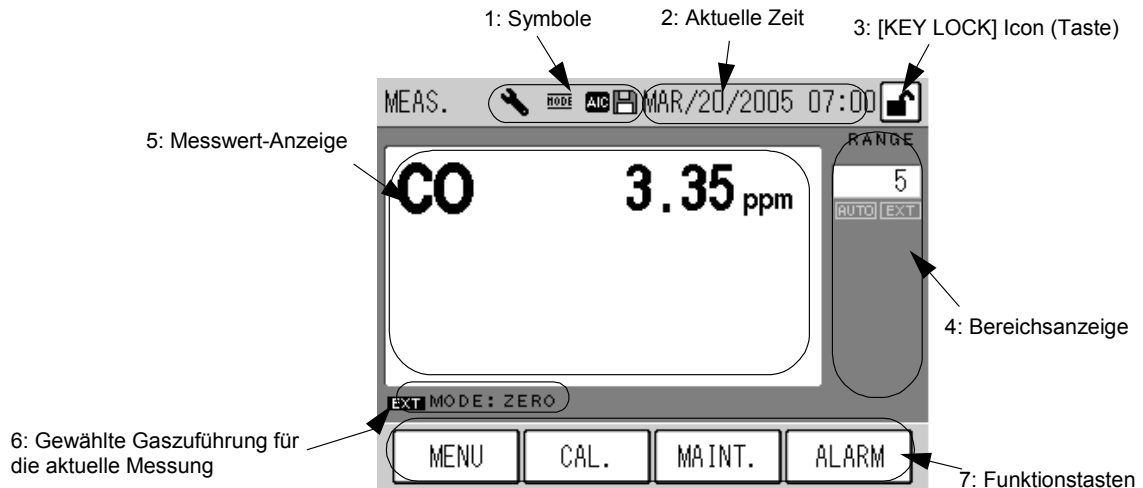 1: Symbole
2: Aktuelle Zeit
3: [KEY LOCK] Icon (Taste)
MEAS.
MODE
AIC
MAR/20/2005 07:00
5: Messwert-Anzeige
RANGE
CO 3.35 ppm
5
AUTO EXT
4: Bereichsanzeige
EXT MODE: ZERO
6: Gewählte Gaszuführung für
die aktuelle Messung
MENU CAL. MAINT. ALARM
7: Funktionstasten